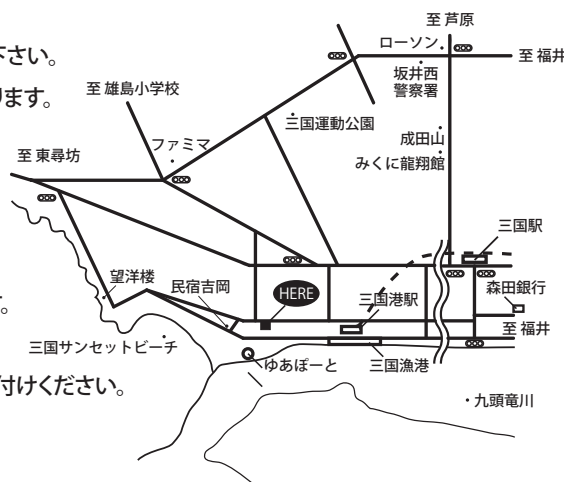 下さい。
ります。
す。
付けください。
至 芦原
ローソン
至 福井
坂井西
警察署
至 雄島小学校
三国運動公園
ファミマ
成田山
みくに龍翔館
至 東尋坊
三国駅
望洋楼
民宿吉岡
HERE
三国港駅
森田銀行
至 福井
三国サンセットビーチ
ゆあぽーと
三国漁港
・九頭竜川